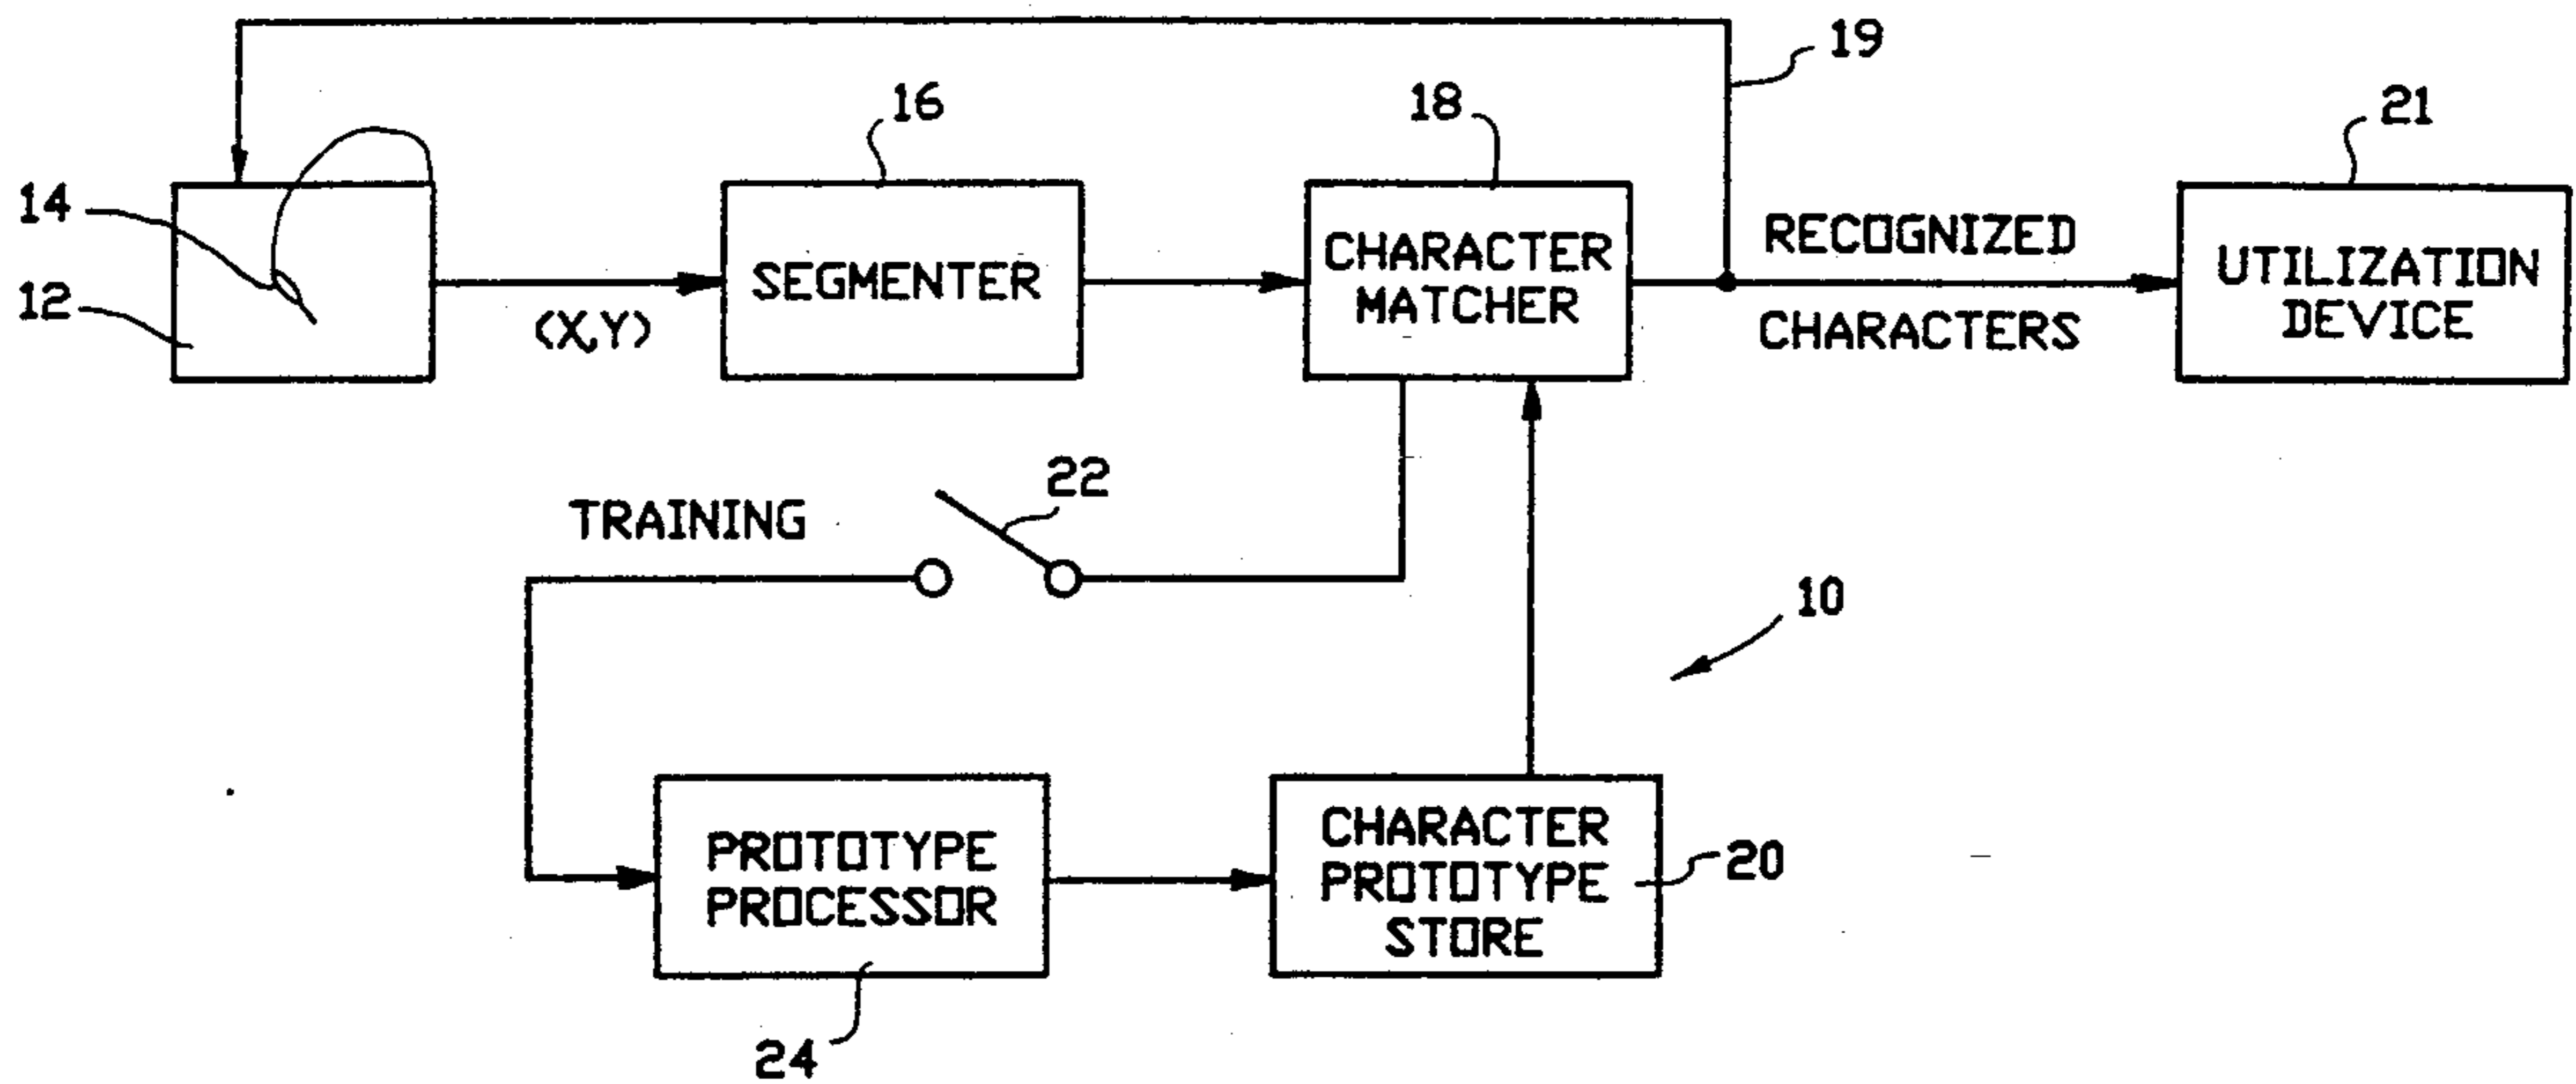 19
16
18
21
14
12
SEGMENTER
(X,Y)
CHARACTER
MATCHER
RECOGNIZED
CHARACTERS
UTILIZATION
DEVICE
TRAINING
22
10
PROTOTYPE
PROCESSOR
24
CHARACTER
PROTOTYPE
STORE
20